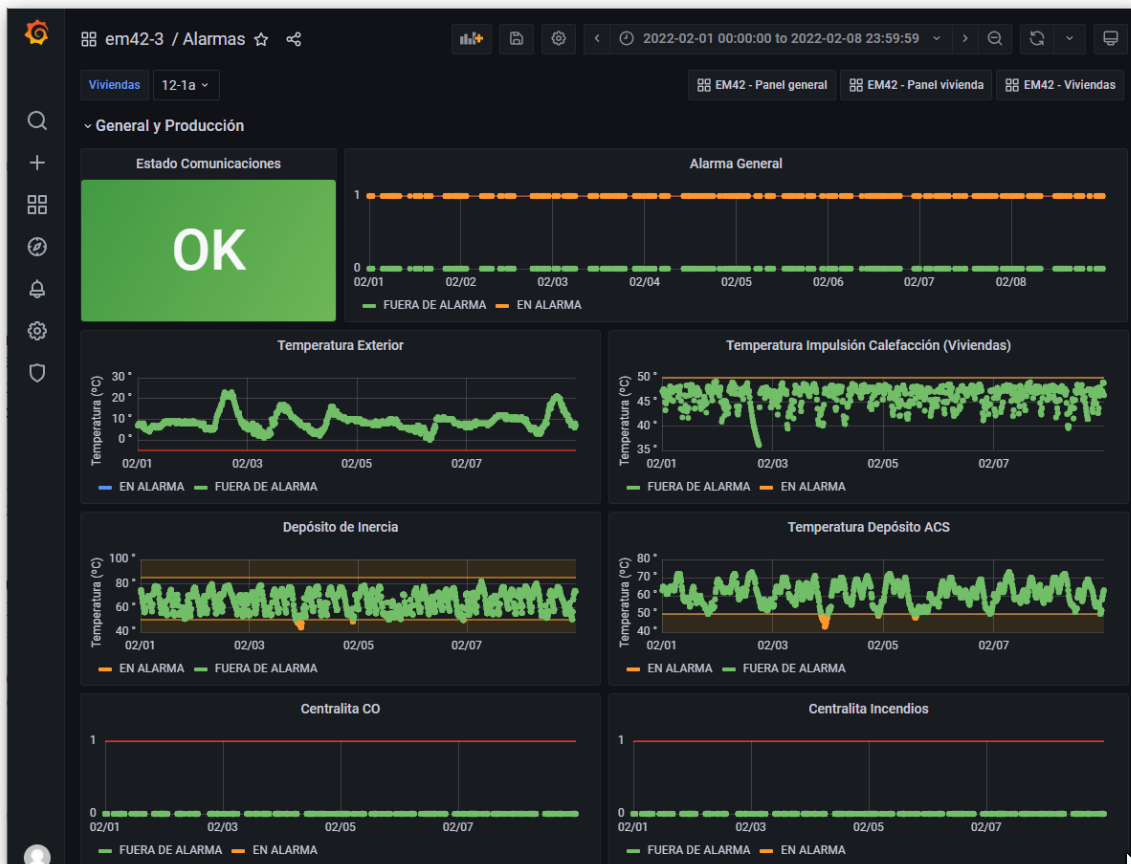 em42-3 / Alarmas
2022-02-01 00:00:00 to 2022-02-08 23:59:59
Viviendas 12-1a
EM42 - Panel general EM42 - Panel vivienda EM42 - Viviendas
General y Producción
Estado Comunicaciones
OK
Alarma General
1
0
02/01 02/02 02/03 02/04 02/05 02/06 02/07 02/08
FUERA DE ALARMA EN ALARMA
Temperatura Exterior
Temperatura (ºC)
30 °
20 °
10 °
0 °
02/01 02/03 02/05 02/07
EN ALARMA FUERA DE ALARMA
Temperatura Impulsión Calefacción (Viviendas)
Temperatura (ºC)
50 °
45 °
40 °
35 °
02/01 02/03 02/05 02/07
FUERA DE ALARMA EN ALARMA
Depósito de Inercia
Temperatura (ºC)
100 °
80 °
60 °
40 °
02/01 02/03 02/05 02/07
EN ALARMA FUERA DE ALARMA
Temperatura Depósito ACS
Temperatura (ºC)
80 °
70 °
60 °
50 °
40 °
02/01 02/03 02/05 02/07
EN ALARMA FUERA DE ALARMA
Centralita CO
1
0
02/01 02/03 02/05 02/07
FUERA DE ALARMA EN ALARMA
Centralita Incendios
1
0
02/01 02/03 02/05 02/07
FUERA DE ALARMA EN ALARMA